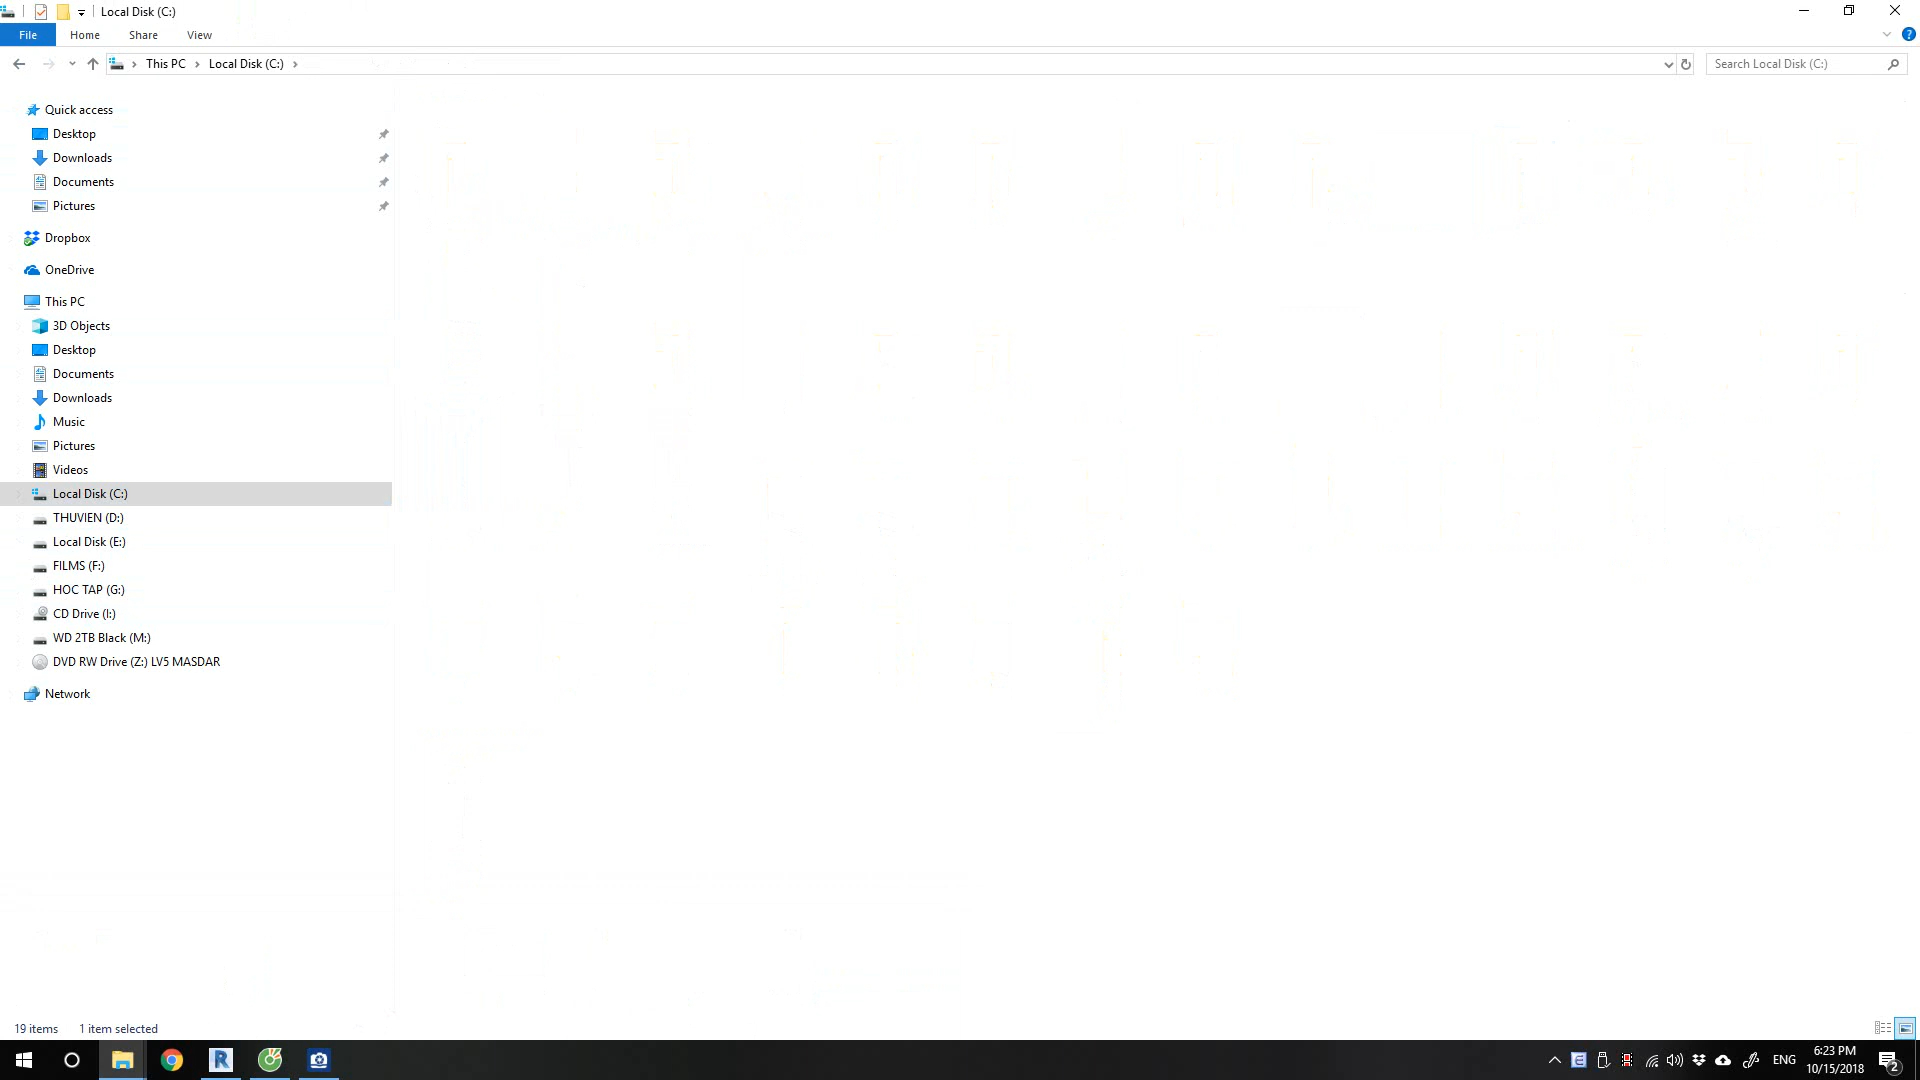 Local Disk (C:)
File Home Share View
This PC Local Disk (C:) Search Local Disk (C:)
Quick access
Desktop
Downloads
Documents
Pictures
Dropbox
OneDrive
This PC
3D Objects
Desktop
Documents
Downloads
Music
Pictures
Videos
Local Disk (C:)
THUVIEN (D:)
Local Disk (E:)
FILMS (F:)
HOC TAP (G:)
CD Drive (I:)
WD 2TB Black (M:)
DVD RW Drive (Z:) LV5 MASDAR
Network
19 items 1 item selected
ENG 6:23 PM
10/15/2018 2